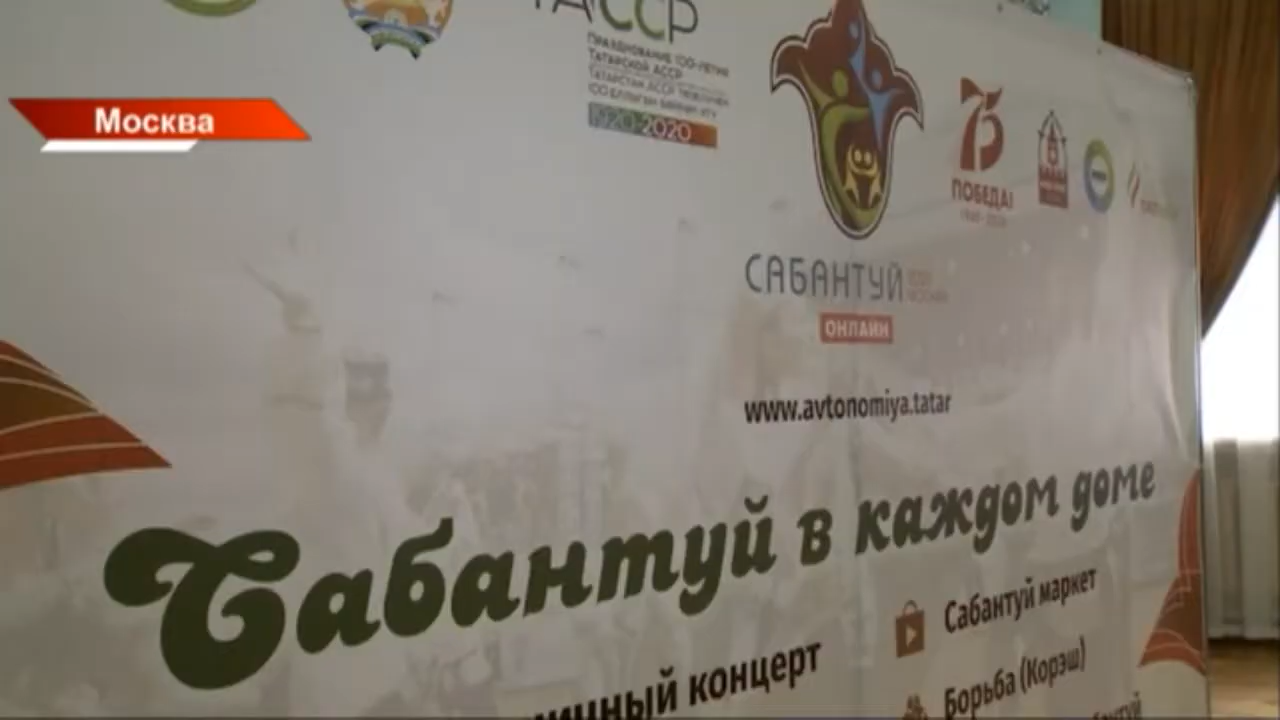 Москва
ТАССР
ПРАЗДНОВАНИЕ 100-ЛЕТИЯ
ТАТАРСКОЙ АССР
1920-2020
САБАНТУЙ
ОНЛАЙН
75
ПОБЕДА!
www.avtonomiya.tatar
Сабантуй в каждом доме
концерт
Сабантуй маркет
Борьба (Корэш)